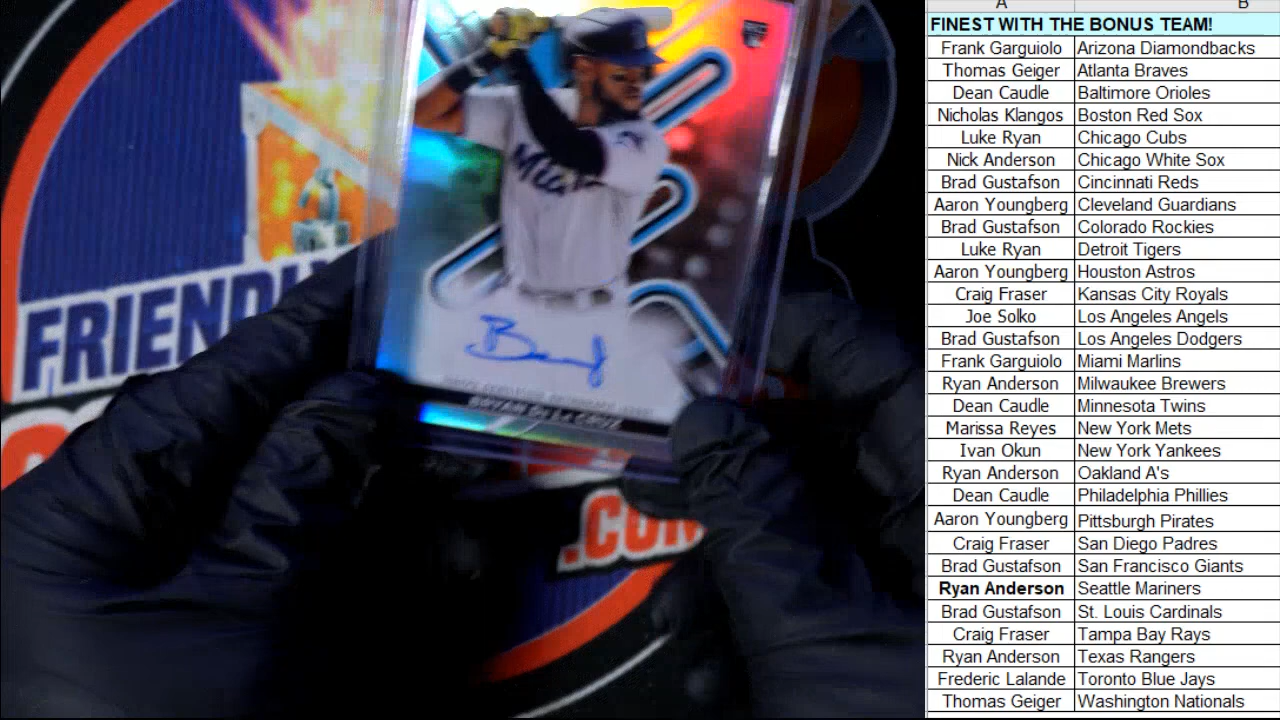 A B
FINEST WITH THE BONUS TEAM!
Frank Garguiolo Arizona Diamondbacks
Thomas Geiger Atlanta Braves
Dean Caudle Baltimore Orioles
Nicholas Klangos Boston Red Sox
Luke Ryan Chicago Cubs
Nick Anderson Chicago White Sox
Brad Gustafson Cincinnati Reds
Aaron Youngberg Cleveland Guardians
Brad Gustafson Colorado Rockies
Luke Ryan Detroit Tigers
Aaron Youngberg Houston Astros
Craig Fraser Kansas City Royals
Joe Solko Los Angeles Angels
Brad Gustafson Los Angeles Dodgers
Frank Garguiolo Miami Marlins
Ryan Anderson Milwaukee Brewers
Dean Caudle Minnesota Twins
Marissa Reyes New York Mets
Ivan Okun New York Yankees
Ryan Anderson Oakland A's
Dean Caudle Philadelphia Phillies
Aaron Youngberg Pittsburgh Pirates
Craig Fraser San Diego Padres
Brad Gustafson San Francisco Giants
Ryan Anderson Seattle Mariners
Brad Gustafson St. Louis Cardinals
Craig Fraser Tampa Bay Rays
Ryan Anderson Texas Rangers
Frederic Lalande Toronto Blue Jays
Thomas Geiger Washington Nationals
FRIENDL
.COM